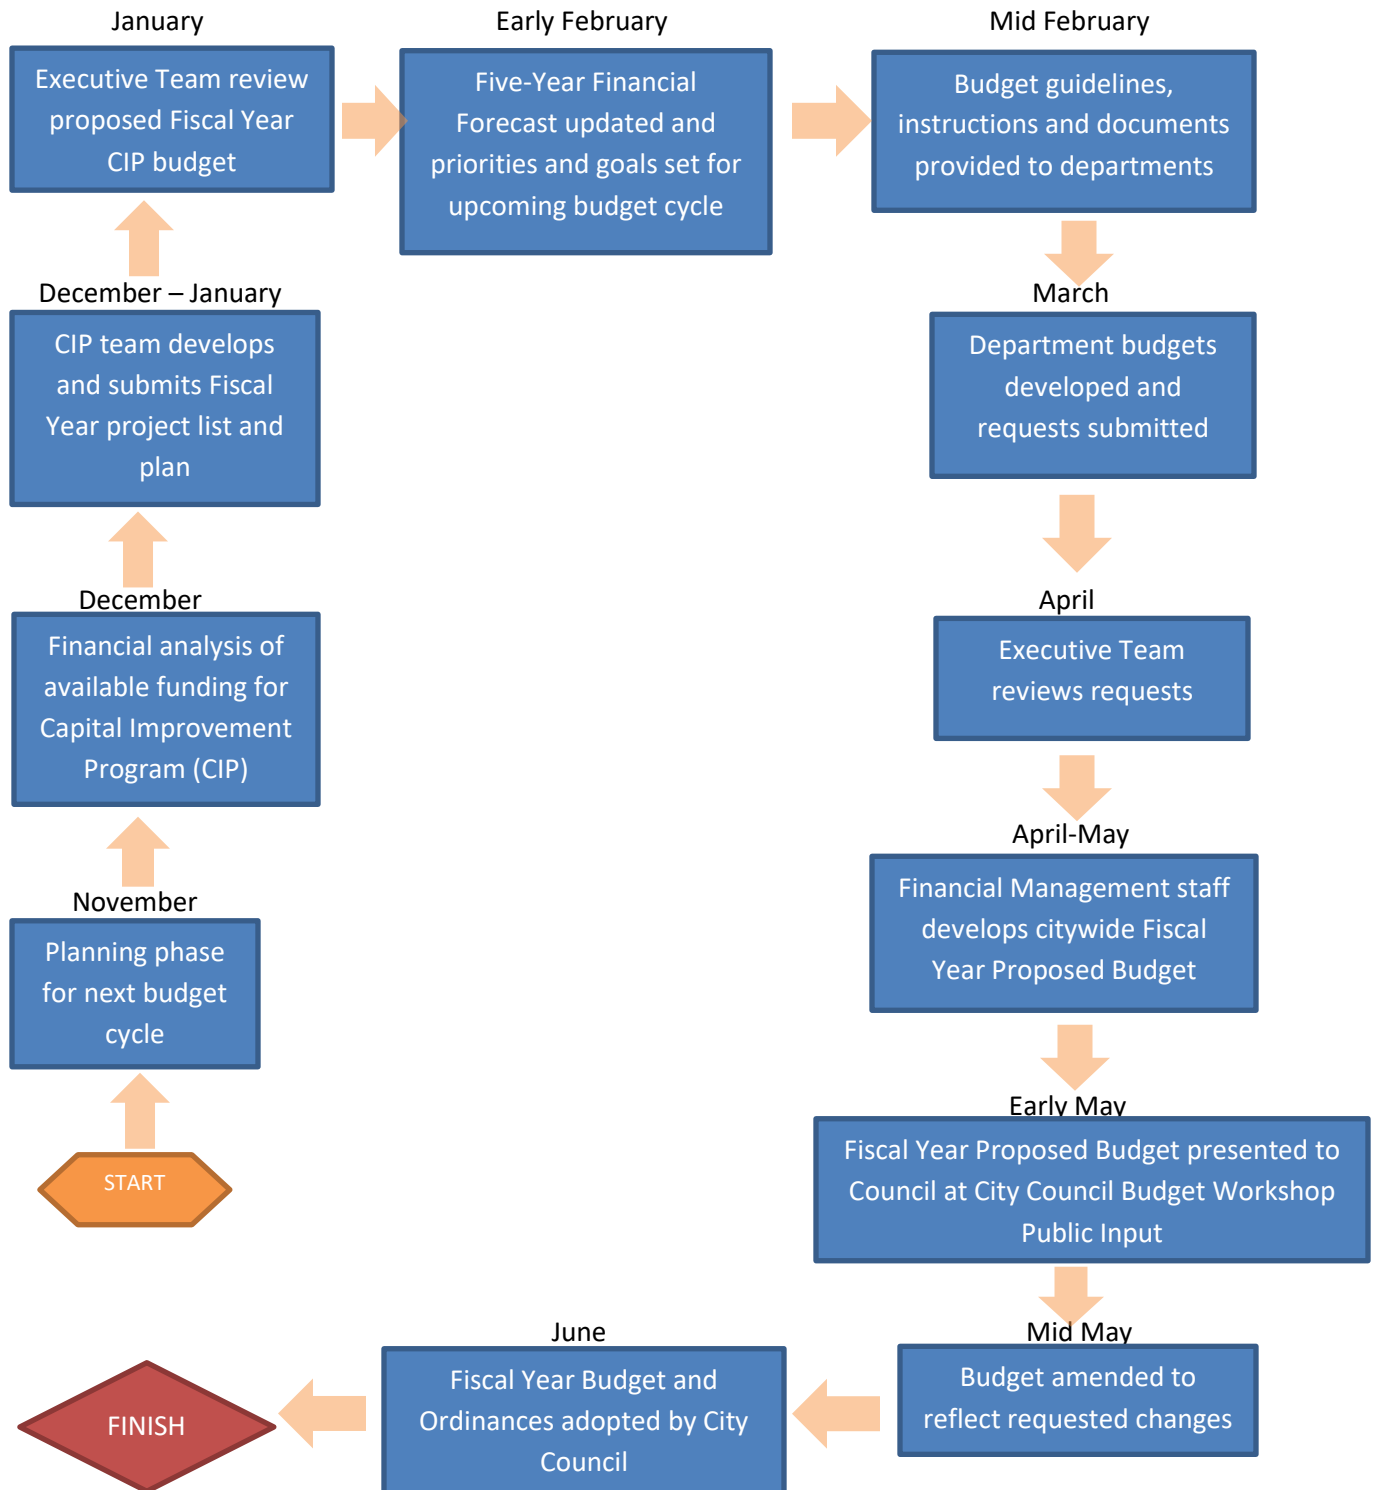 January
Executive Team review
proposed Fiscal Year
CIP budget
Early February
Five-Year Financial
Forecast updated and
priorities and goals set for
upcoming budget cycle
Mid February
Budget guidelines,
instructions and documents
provided to departments
December – January
CIP team develops
and submits Fiscal
Year project list and
plan
March
Department budgets
developed and
requests submitted
December
Financial analysis of
available funding for
Capital Improvement
Program (CIP)
April
Executive Team
reviews requests
April-May
Financial Management staff
develops citywide Fiscal
Year Proposed Budget
November
Planning phase
for next budget
cycle
START
Early May
Fiscal Year Proposed Budget presented to
Council at City Council Budget Workshop
Public Input
Mid May
Budget amended to
reflect requested changes
June
Fiscal Year Budget and
Ordinances adopted by City
Council
FINISH